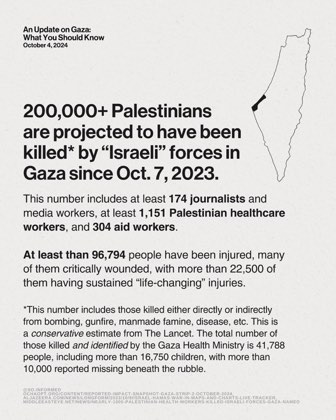 An Update on Gaza:
What You Should Know
October 4, 2024
200,000+ Palestinians
are projected to have been
killed* by “Israeli” forces in
Gaza since Oct. 7, 2023.
This number includes at least 174 journalists and
media workers, at least 1,151 Palestinian healthcare
workers, and 304 aid workers.
At least 96,794 people have been injured, many
of them critically wounded, with more than 22,500 of
them having sustained “life-changing” injuries.
*This number includes those killed either directly or indirectly
from bombing, gunfire, manmade famine, disease, etc. This is
a conservative estimate from The Lancet. The total number of
those killed and identified by the Gaza Health Ministry is 41,788
people, including more than 16,750 children, with more than
10,000 reported missing beneath the rubble.